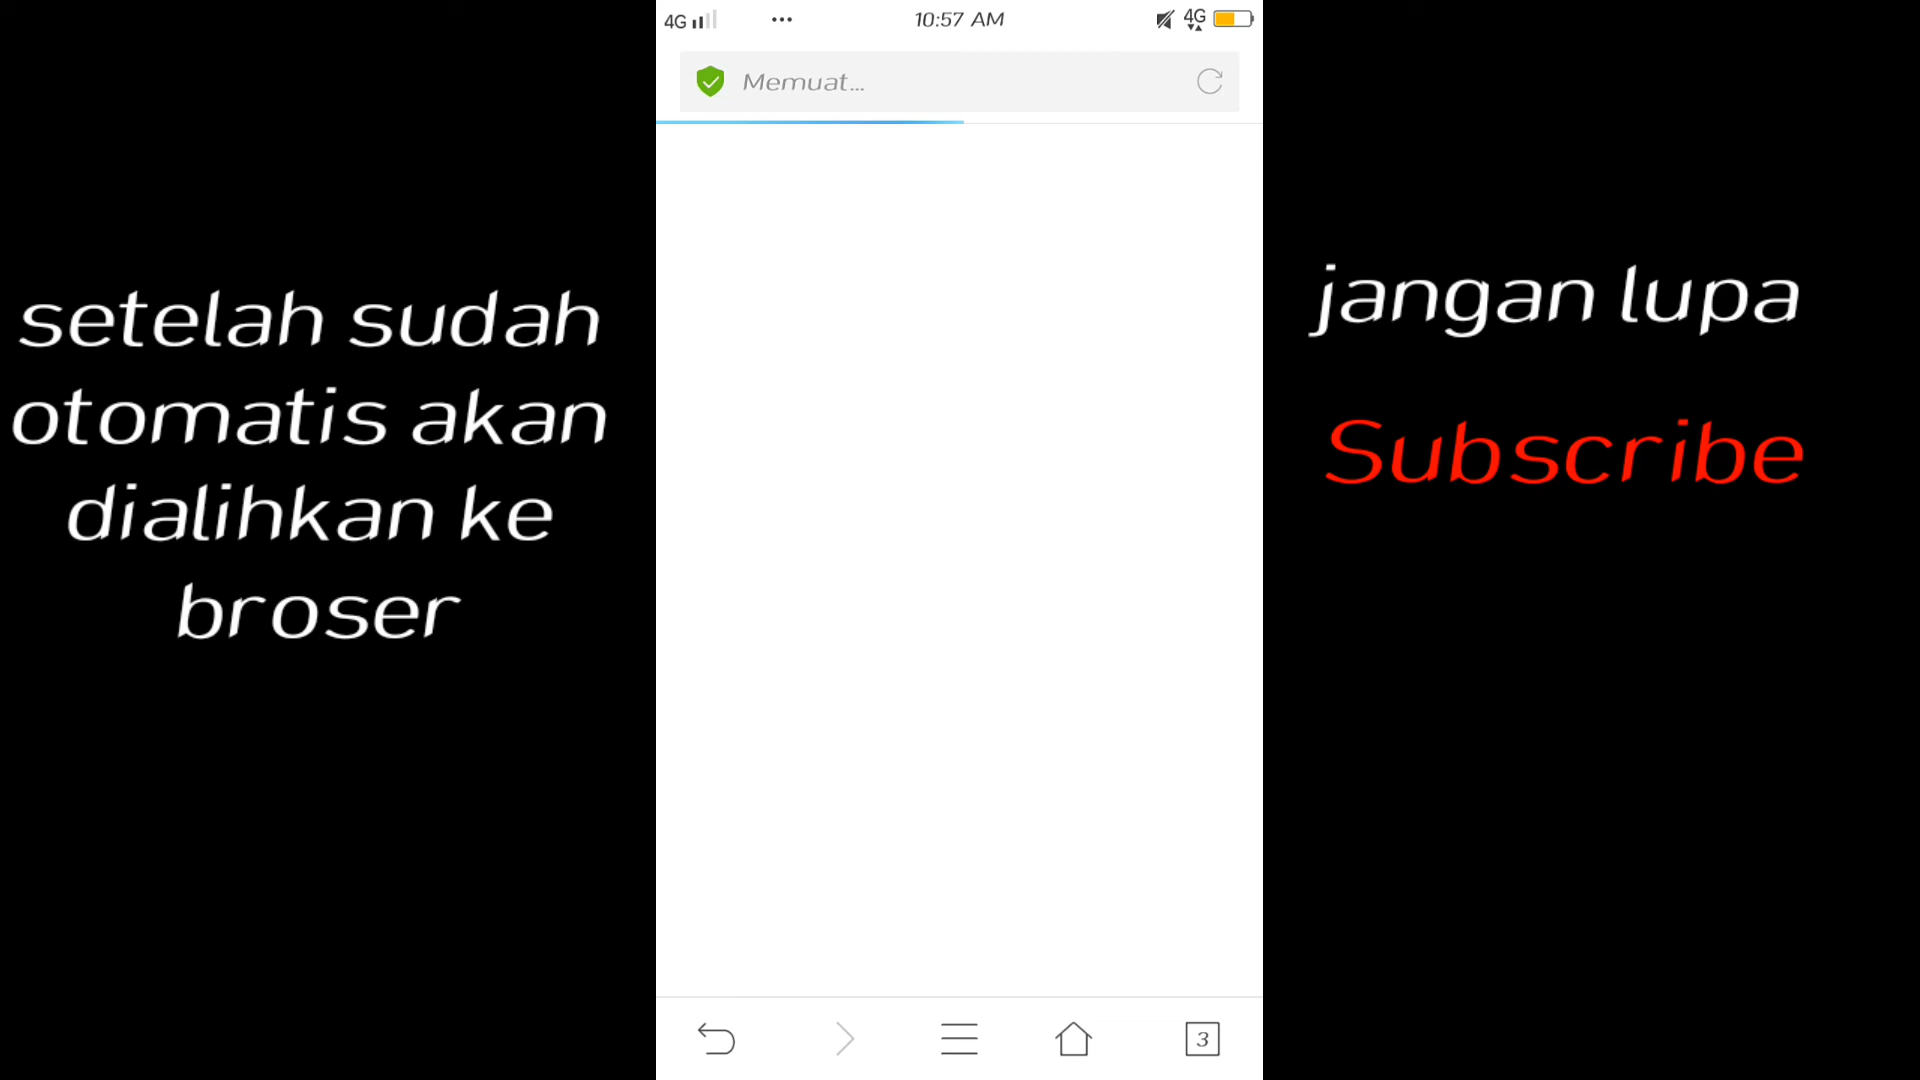 4G ... 10:57 AM 4G
Memuat...
setelah sudah
otomatis akan
dialihkan ke
broser
jangan lupa
Subscribe
3